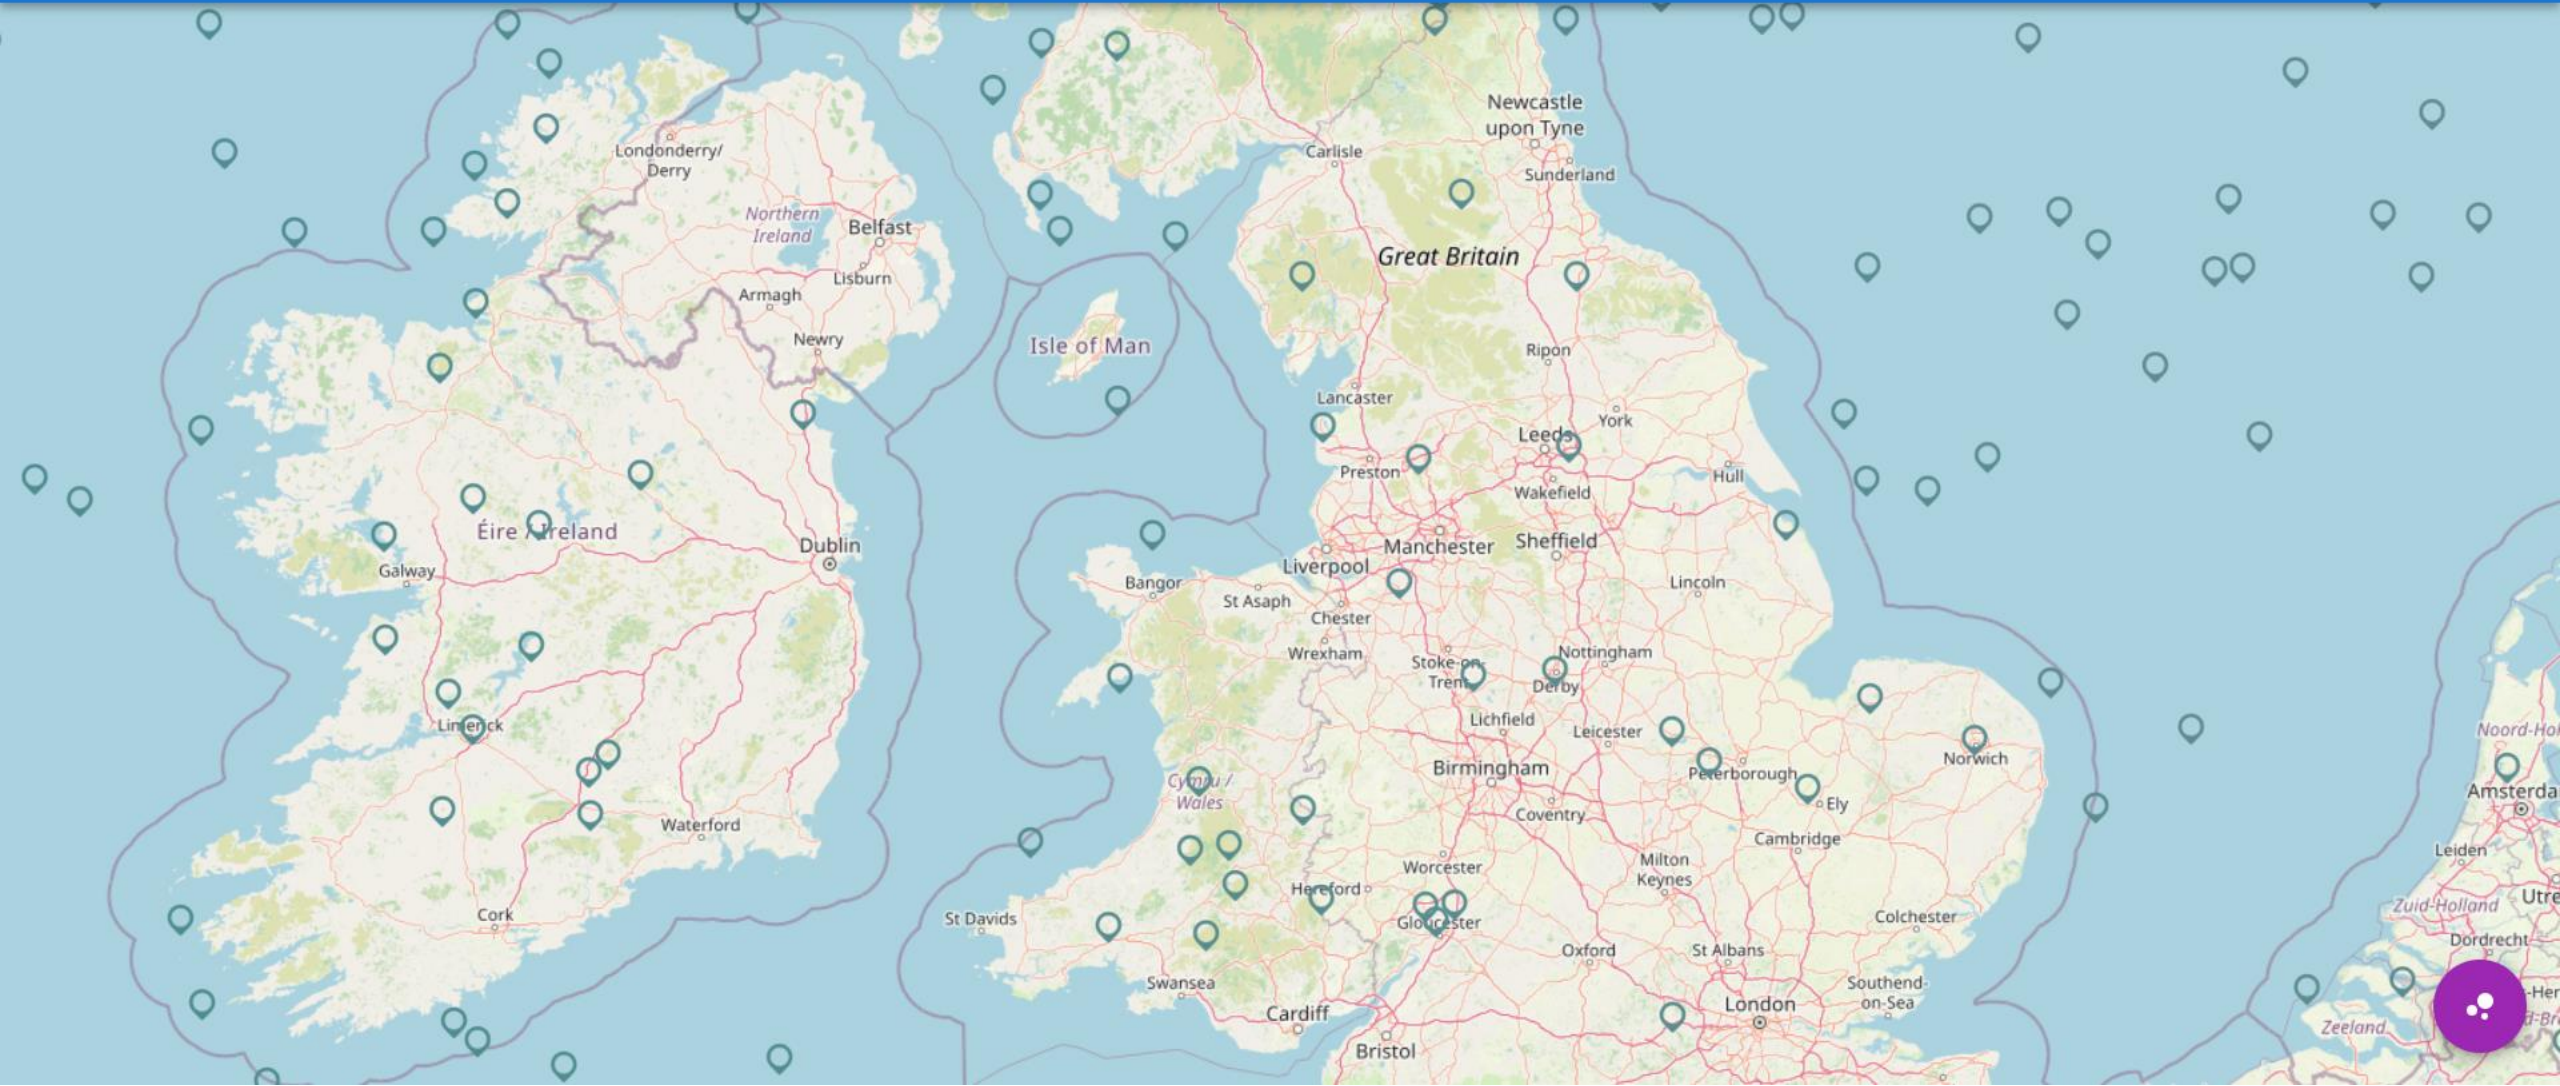 Newcastle
upon Tyne
Londonderry/
Derry
Carlisle
Sunderland
Northern
Ireland
Belfast
Great Britain
Lisburn
Armagh
Newry
Isle of Man
Ripon
Lancaster
York
Leeds
Preston
Hull
Wakefield
Éire / Ireland
Dublin
Manchester
Sheffield
Galway
Liverpool
Bangor
St Asaph
Lincoln
Chester
Wrexham
Nottingham
Stoke-on-
Trent
Derby
Limerick
Lichfield
Leicester
Noord-Hol
Norwich
Birmingham
Peterborough
Cymru /
Wales
Amsterda
Ely
Coventry
Waterford
Cambridge
Leiden
Worcester
Milton
Keynes
Hereford
Utre
Zuid-Holland
Cork
St Davids
Gloucester
Colchester
Dordrecht
Oxford
St Albans
Swansea
Southend-
on-Sea
London
Cardiff
Zeeland
Bristol